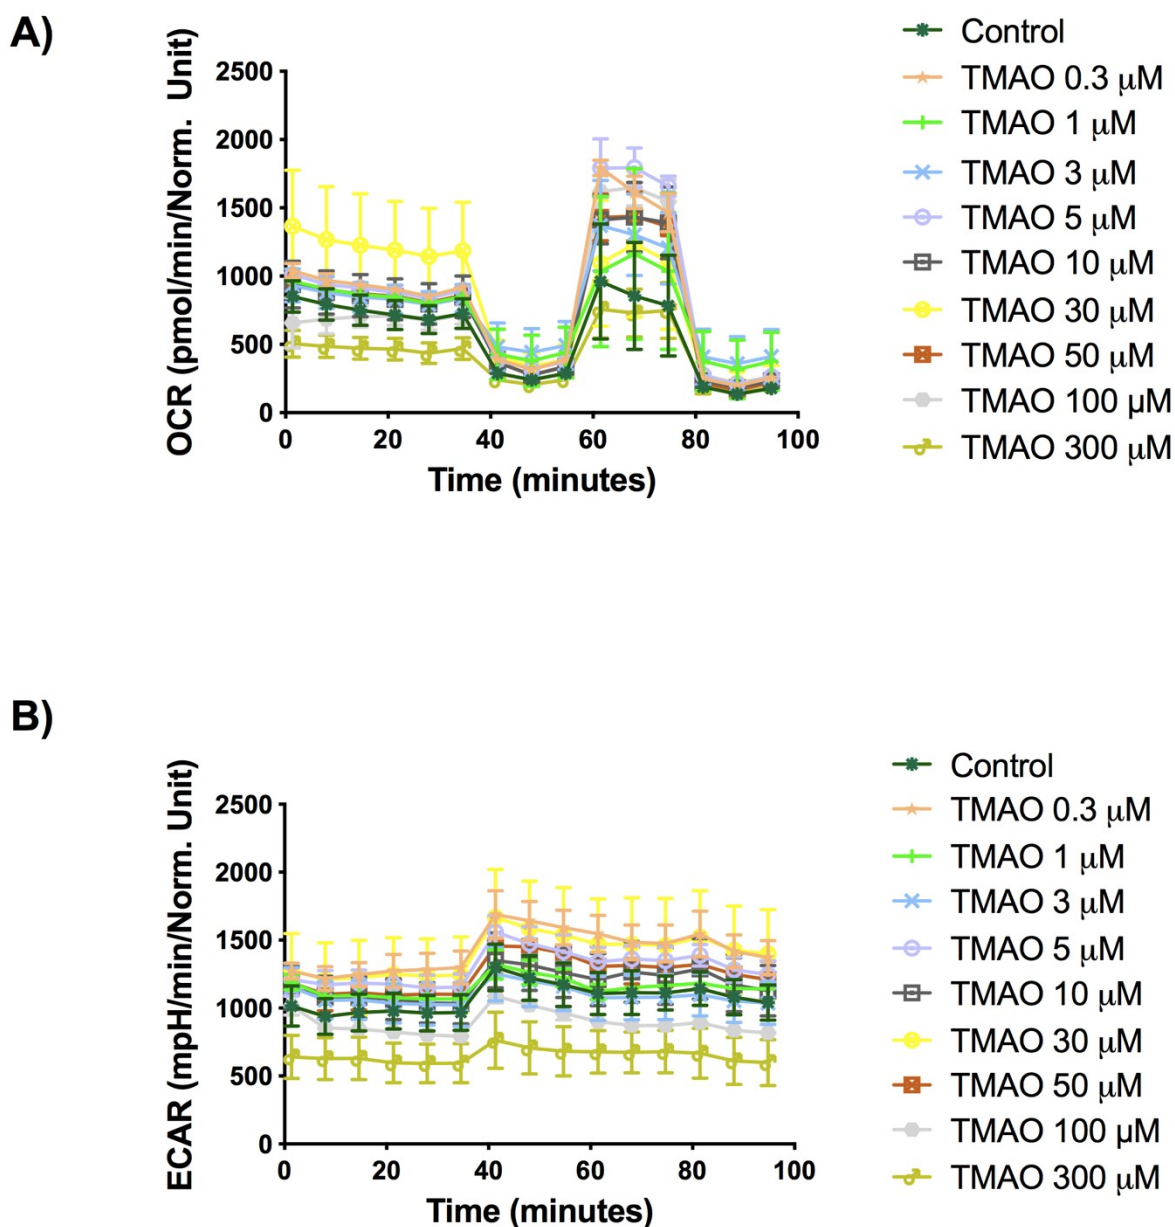 A)
OCR (pmol/min/Norm. Unit)
2500
2000
1500
1000
500
0
0 20 40 60 80 100
Time (minutes)
Control
TMAO 0.3 μM
TMAO 1 μM
TMAO 3 μM
TMAO 5 μM
TMAO 10 μM
TMAO 30 μM
TMAO 50 μM
TMAO 100 μM
TMAO 300 μM
B)
ECAR (mpH/min/Norm. Unit)
2500
2000
1500
1000
500
0
0 20 40 60 80 100
Time (minutes)
Control
TMAO 0.3 μM
TMAO 1 μM
TMAO 3 μM
TMAO 5 μM
TMAO 10 μM
TMAO 30 μM
TMAO 50 μM
TMAO 100 μM
TMAO 300 μM